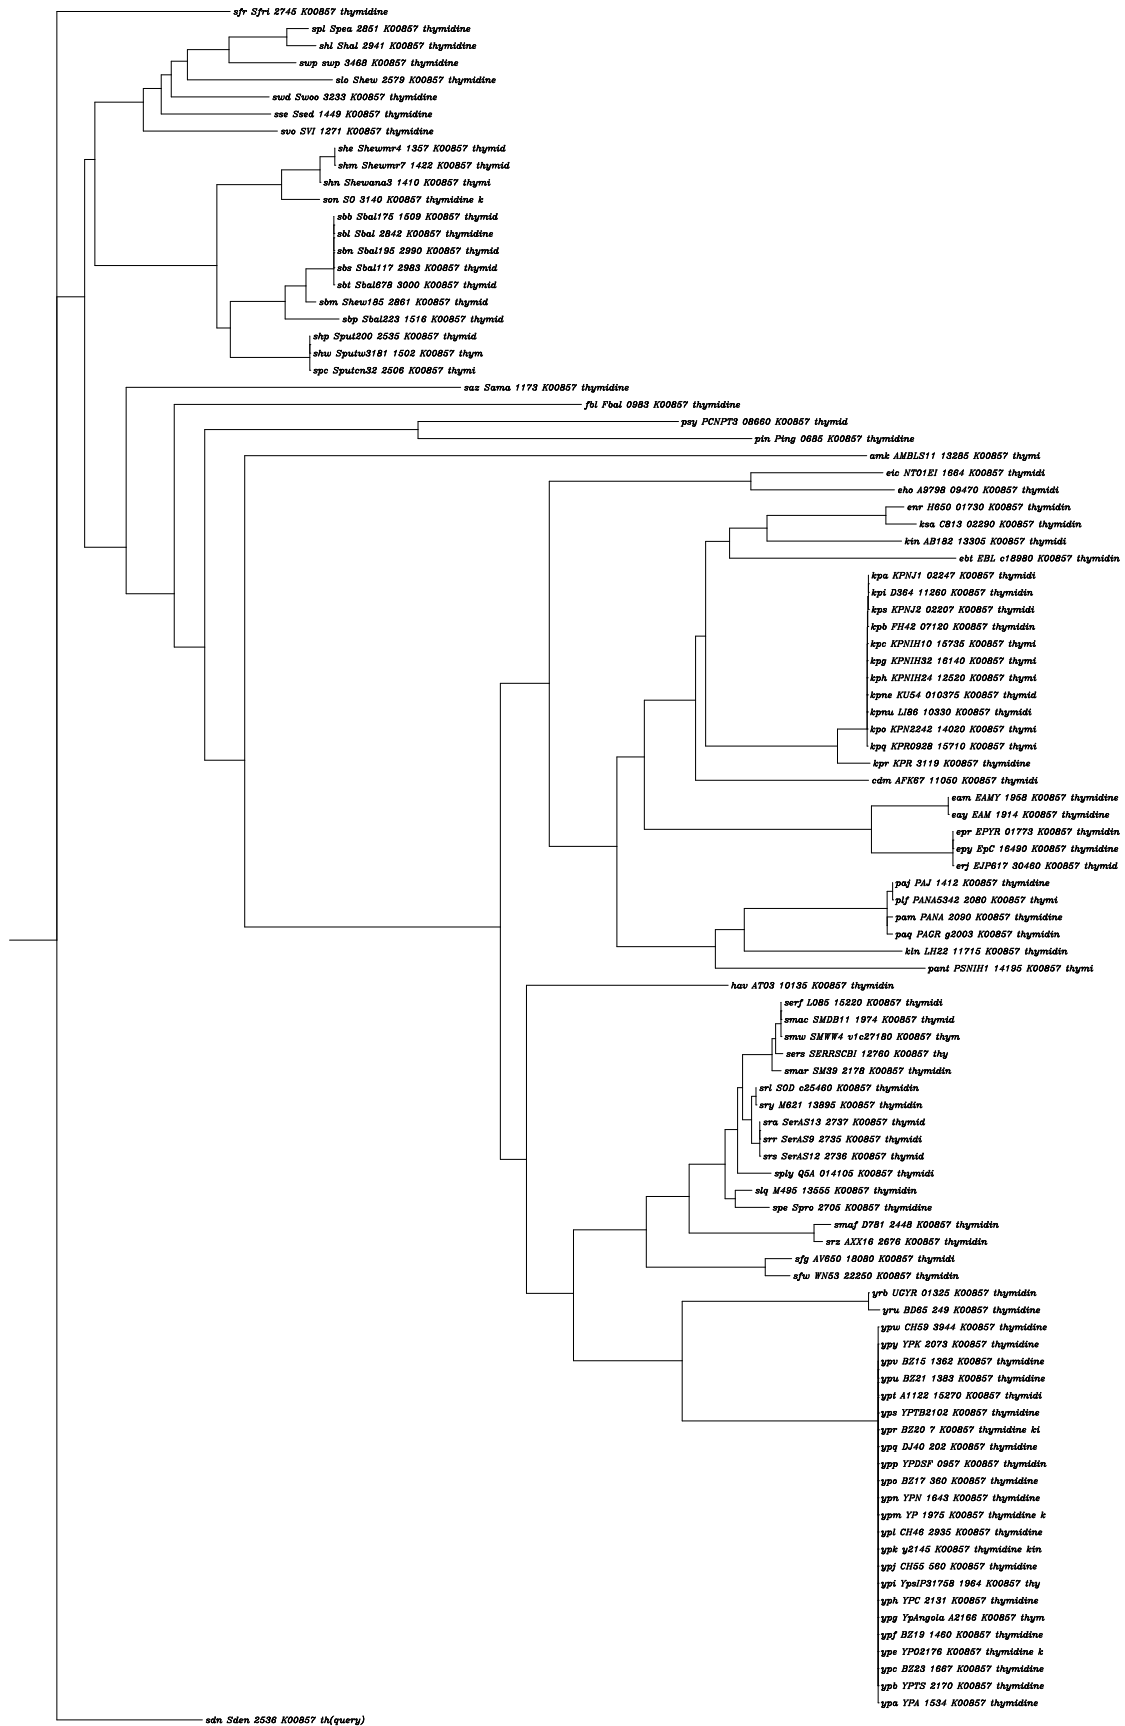 sfr Sfri 2745 K00857 thymidine
spl Spea 2851 K00857 thymidine
shl Shal 2941 K00857 thymidine
swp swp 3468 K00857 thymidine
slo Shew 2579 K00857 thymidine
swd Swoo 3233 K00857 thymidine
sse Ssed 1449 K00857 thymidine
svo SVI 1271 K00857 thymidine
she Shewmr4 1357 K00857 thymid
shm Shewmr7 1422 K00857 thymid
shn Shewana3 1410 K00857 thymi
son SO 3140 K00857 thymidine k
sbb Sbal175 1509 K00857 thymid
sbl Sbal 2842 K00857 thymidine
sbn Sbal195 2990 K00857 thymid
sbs Sbal117 2983 K00857 thymid
sbt Sbal678 3000 K00857 thymid
sbm Shew185 2861 K00857 thymid
sbp Sbal223 1516 K00857 thymid
shp Sput200 2535 K00857 thymid
shw Sputw3181 1502 K00857 thym
spc Sputcn32 2506 K00857 thymi
saz Sama 1173 K00857 thymidine
fbl Fbal 0983 K00857 thymidine
psy PCNPT3 08660 K00857 thymid
pin Ping 0685 K00857 thymidine
amk AMBLS11 13285 K00857 thymi
eic NT01EI 1664 K00857 thymidi
eho A9798 09470 K00857 thymidi
enr H650 01730 K00857 thymidin
ksa C813 02290 K00857 thymidin
kin AB182 13305 K00857 thymidi
ebt EBL c18980 K00857 thymidin
kpa KPNJ1 02247 K00857 thymidi
kpi D364 11260 K00857 thymidin
kps KPNJ2 02207 K00857 thymidi
kpb FH42 07120 K00857 thymidin
kpc KPNIH10 15735 K00857 thymi
kpg KPNIH32 16140 K00857 thymi
kph KPNIH24 12520 K00857 thymi
kpne KU54 010375 K00857 thymid
kpnu LI86 10330 K00857 thymidi
kpo KPN2242 14020 K00857 thymi
kpq KPR0928 15710 K00857 thymi
kpr KPR 3119 K00857 thymidine
cdm AFK67 11050 K00857 thymidi
eam EAMY 1958 K00857 thymidine
eay EAM 1914 K00857 thymidine
epr EPYR 01773 K00857 thymidin
epy EpC 16490 K00857 thymidine
erj EJP617 30460 K00857 thymid
paj PAJ 1412 K00857 thymidine
plf PANA5342 2080 K00857 thymi
pam PANA 2090 K00857 thymidine
paq PAGR g2003 K00857 thymidin
kln LH22 11715 K00857 thymidin
pant PSNIH1 14195 K00857 thymi
hav AT03 10135 K00857 thymidin
serf L085 15220 K00857 thymidi
smac SMDB11 1974 K00857 thymid
smw SMWW4 v1c27180 K00857 thym
sers SERRSCBI 12760 K00857 thy
smar SM39 2178 K00857 thymidin
srl SOD c25460 K00857 thymidin
sry M621 13895 K00857 thymidin
sra SerAS13 2737 K00857 thymid
srr SerAS9 2735 K00857 thymidi
srs SerAS12 2736 K00857 thymid
sply Q5A 014105 K00857 thymidi
slq M495 13555 K00857 thymidin
spe Spro 2705 K00857 thymidine
smaf D781 2448 K00857 thymidin
srz AXX16 2676 K00857 thymidin
sfg AV650 18080 K00857 thymidi
sfw WN53 22250 K00857 thymidin
yrb UGYR 01325 K00857 thymidin
yru BD65 249 K00857 thymidine
ypw CH59 3944 K00857 thymidine
ypy YPK 2073 K00857 thymidine
ypv BZ15 1362 K00857 thymidine
ypu BZ21 1383 K00857 thymidine
ypt A1122 15270 K00857 thymidi
yps YPTB2102 K00857 thymidine
ypr BZ20 7 K00857 thymidine ki
ypq DJ40 202 K00857 thymidine
ypp YPDSF 0957 K00857 thymidin
ypo BZ17 360 K00857 thymidine
ypn YPN 1643 K00857 thymidine
ypm YP 1975 K00857 thymidine k
ypl CH46 2935 K00857 thymidine
ypk y2145 K00857 thymidine kin
ypj CH55 560 K00857 thymidine
ypi YpsIP31758 1964 K00857 thy
yph YPC 2131 K00857 thymidine
ypg YpAngola A2166 K00857 thym
ypf BZ19 1460 K00857 thymidine
ype YPO2176 K00857 thymidine k
ypc BZ23 1667 K00857 thymidine
ypb YPTS 2170 K00857 thymidine
ypa YPA 1534 K00857 thymidine
sdn Sden 2536 K00857 th(query)